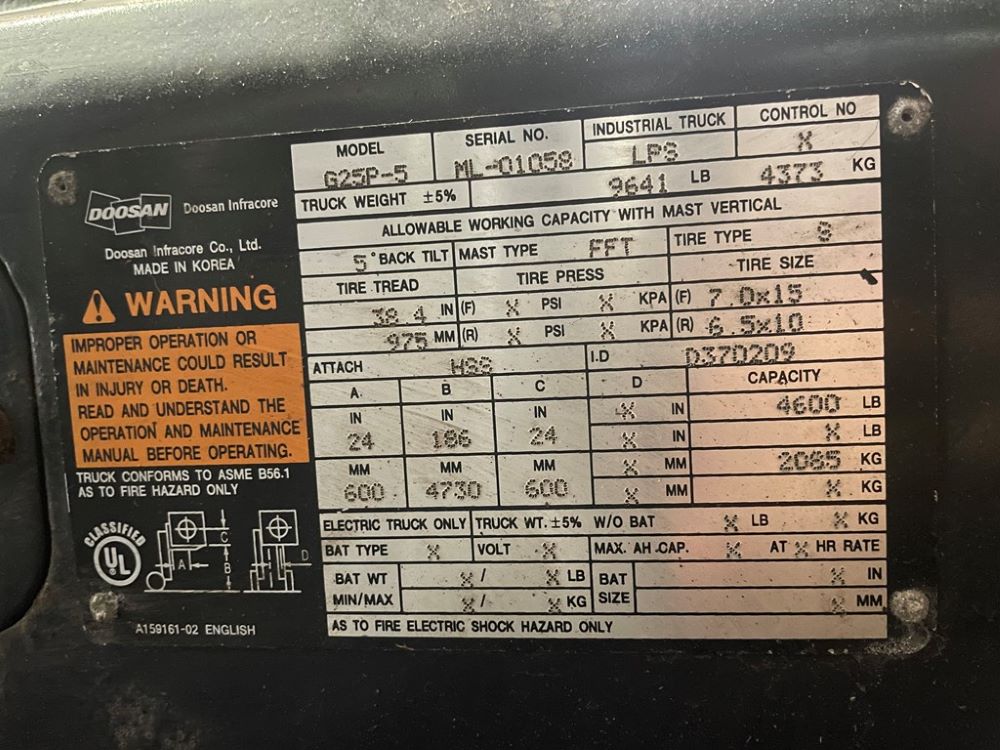 DOOSAN Doosan Infracore
Doosan Infracore Co., Ltd.
MADE IN KOREA
WARNING
IMPROPER OPERATION OR
MAINTENANCE COULD RESULT
IN INJURY OR DEATH.
READ AND UNDERSTAND THE
OPERATION AND MAINTENANCE
MANUAL BEFORE OPERATING.
TRUCK CONFORMS TO ASME B56.1
AS TO FIRE HAZARD ONLY
CLASSIFIED
UL
C
A
B
D
A159161-02 ENGLISH
MODEL SERIAL NO. INDUSTRIAL TRUCK CONTROL NO
G25P-5 ML-01058 LPS X
TRUCK WEIGHT ±5% 9641 LB 4373 KG
ALLOWABLE WORKING CAPACITY WITH MAST VERTICAL
5° BACK TILT MAST TYPE FFT TIRE TYPE S
TIRE TREAD TIRE PRESS TIRE SIZE
38.4 IN (F) X PSI X KPA (F) 7.0x15
975 MM (R) X PSI X KPA (R) 6.5x10
ATTACH HSS I.D D370209
A B C D CAPACITY
IN IN IN X IN 4600 LB
24 186 24 X IN X LB
MM MM MM X MM 2085 KG
600 4730 600 X MM X KG
ELECTRIC TRUCK ONLY TRUCK WT. ±5% W/O BAT X LB X KG
BAT TYPE X VOLT X MAX. AH.CAP. X AT X HR RATE
BAT WT X / X LB BAT X IN
MIN/MAX X / X KG SIZE X MM
AS TO FIRE ELECTRIC SHOCK HAZARD ONLY